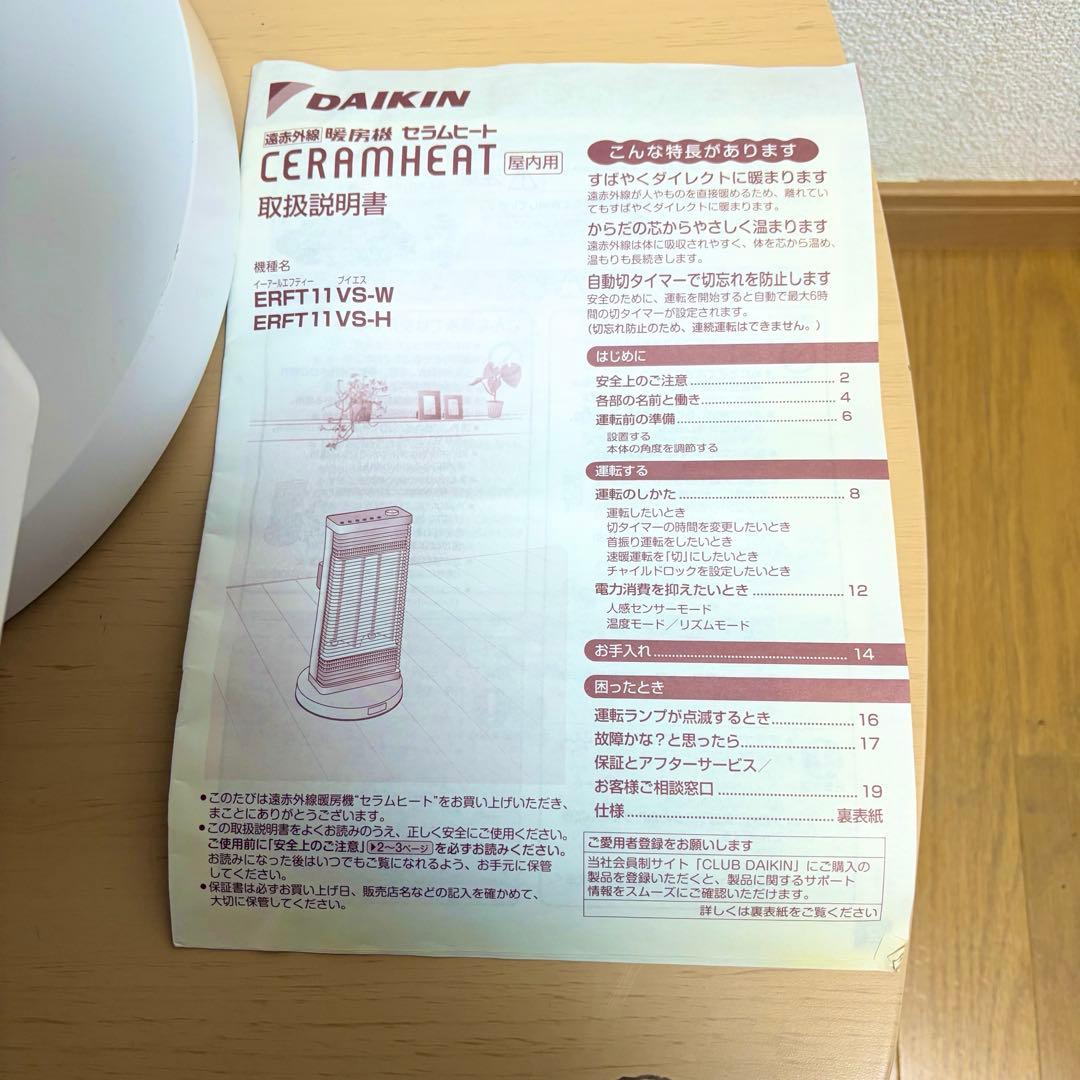 DAIKIN
遠赤外線 暖房機 セラムヒート
CERAMHEAT 屋内用
取扱説明書
機種名
イーアールエフティー ブイエス
ERFT11VS-W
ERFT11VS-H
●このたびは遠赤外線暖房機"セラムヒート"をお買い上げいただき、
まことにありがとうございます。
●この取扱説明書をよくお読みのうえ、正しく安全にご使用ください。
ご使用前に「安全上のご注意」▶2~3ページ を必ずお読みください。
お読みになった後はいつでもご覧になれるよう、お手元に保管
してください。
●保証書は必ずお買い上げ日、販売店名などの記入を確かめて、
大切に保管してください。
こんな特長があります
すばやくダイレクトに暖まります
遠赤外線が人やものを直接暖めるため、離れてい
てもすばやくダイレクトに暖まります。
からだの芯からやさしく温まります
遠赤外線は体に吸収されやすく、体を芯から温め、
温もりも長続きします。
自動切タイマーで切忘れを防止します
安全のために、運転を開始すると自動で最大6時
間の切タイマーが設定されます。
(切忘れ防止のため、連続運転はできません。)
はじめに
安全上のご注意 2
各部の名前と働き 4
運転前の準備 6
設置する
本体の角度を調節する
運転する
運転のしかた 8
運転したいとき
切タイマーの時間を変更したいとき
首振り運転をしたいとき
速暖運転を「切」にしたいとき
チャイルドロックを設定したいとき
電力消費を抑えたいとき 12
人感センサーモード
温度モード/リズムモード
お手入れ 14
困ったとき
運転ランプが点滅するとき 16
故障かな?と思ったら 17
保証とアフターサービス/
お客様ご相談窓口 19
仕様 裏表紙
ご愛用者登録をお願いします
当社会員制サイト「CLUB DAIKIN」にご購入の
製品を登録いただくと、製品に関するサポート
情報をスムーズにご確認いただけます。
詳しくは裏表紙をご覧ください